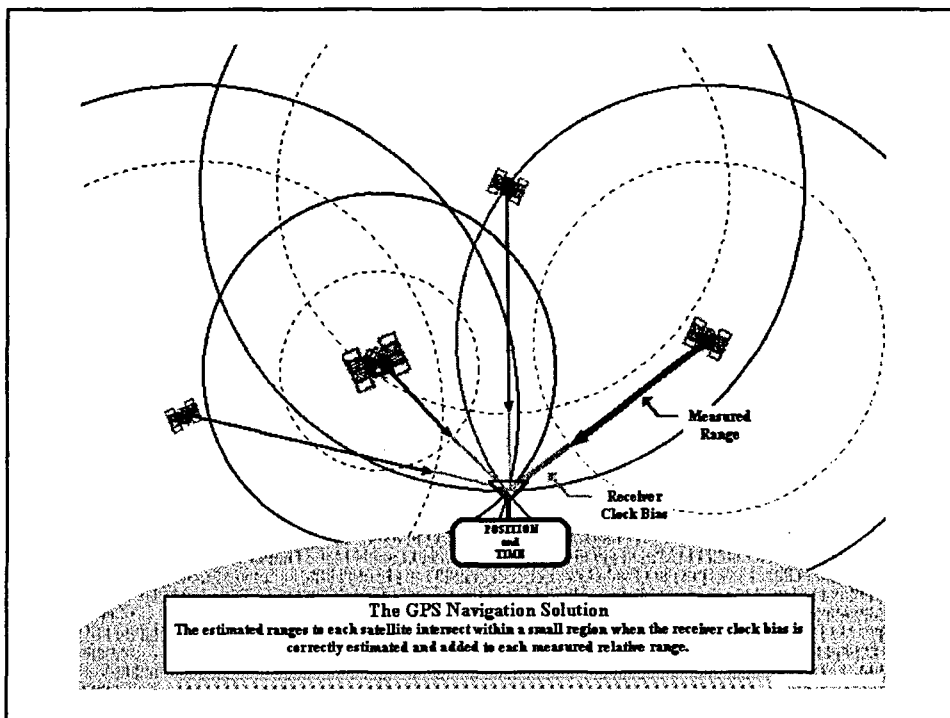 Measured
Range
Receiver
Clock Bias
POSITION
and
TIME
The GPS Navigation Solution
The estimated ranges to each satellite intersect within a small region when the receiver clock bias is
correctly estimated and added to each measured relative range.